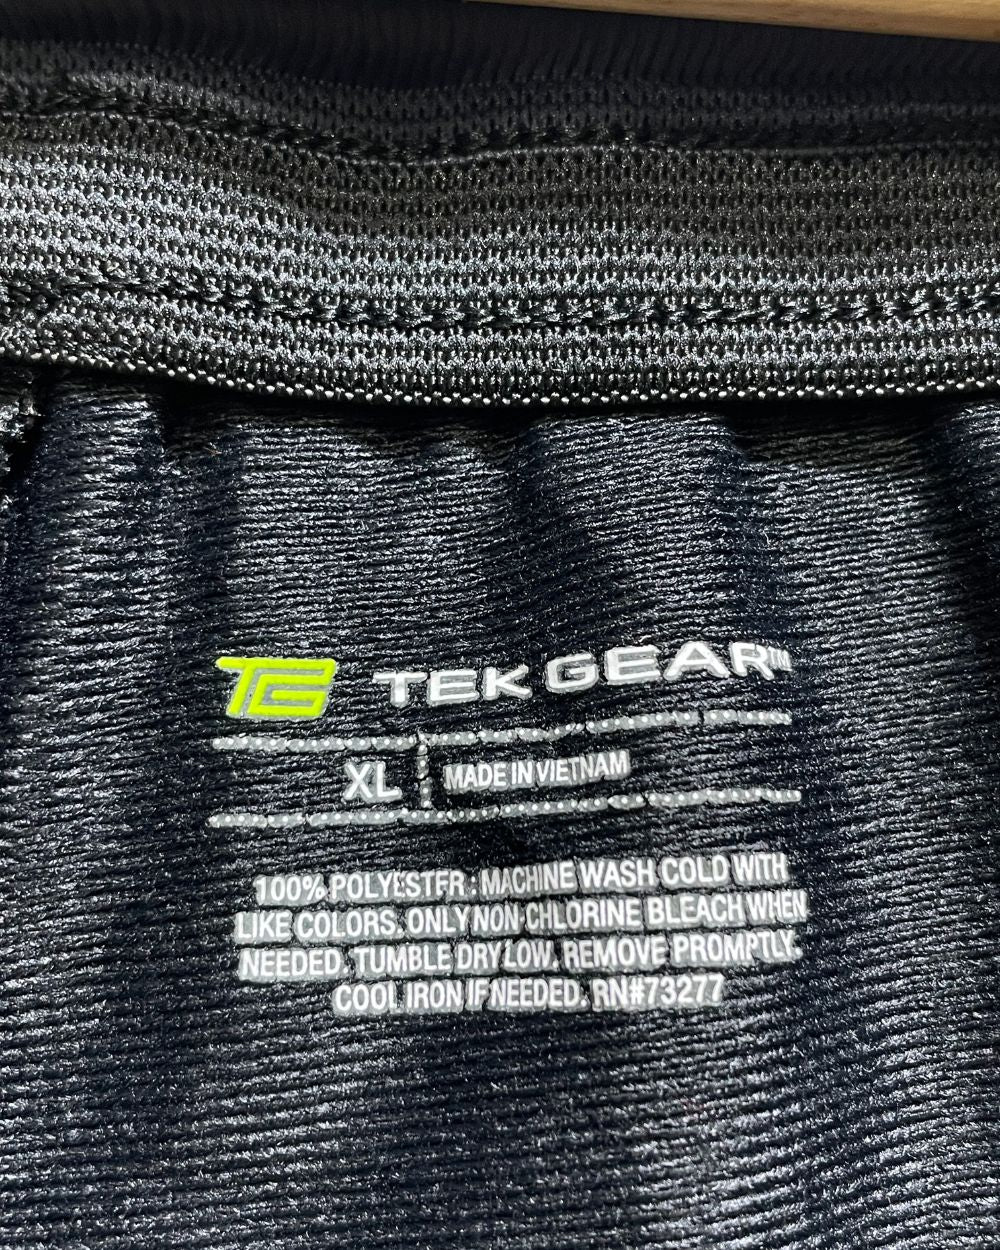 TG TEK GEAR™
XL MADE IN VIETNAM
100% POLYESTER : MACHINE WASH COLD WITH
LIKE COLORS. ONLY NON-CHLORINE BLEACH WHEN
NEEDED. TUMBLE DRY LOW. REMOVE PROMPTLY.
COOL IRON IF NEEDED. RN#73277